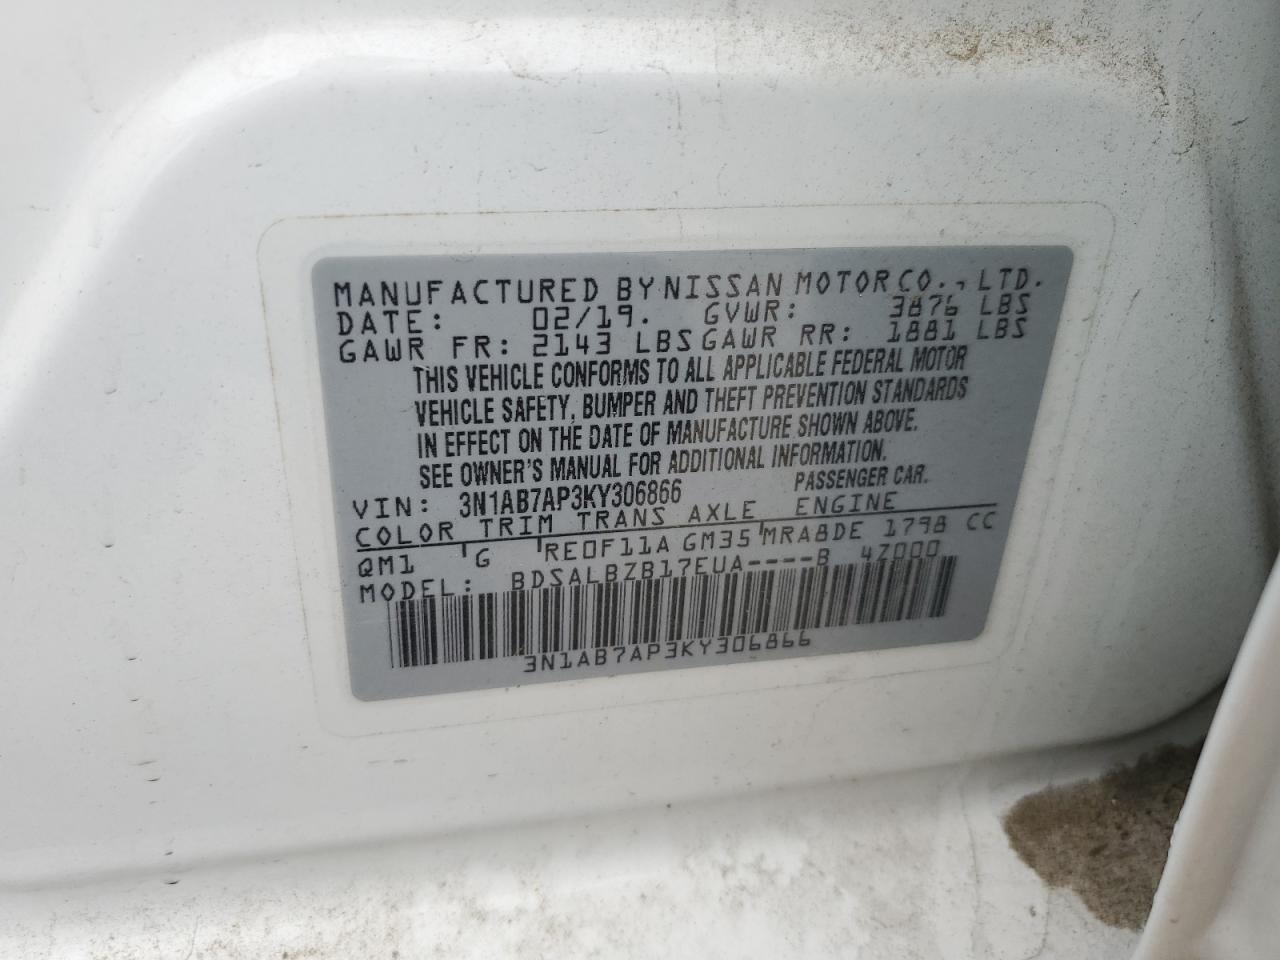 MANUFACTURED BY NISSAN MOTOR CO., LTD.
DATE: 02/19. GVWR: 3876 LBS
GAWR FR: 2143 LBS GAWR RR: 1881 LBS
THIS VEHICLE CONFORMS TO ALL APPLICABLE FEDERAL MOTOR
VEHICLE SAFETY, BUMPER AND THEFT PREVENTION STANDARDS
IN EFFECT ON THE DATE OF MANUFACTURE SHOWN ABOVE.
SEE OWNER'S MANUAL FOR ADDITIONAL INFORMATION.
VIN: 3N1AB7AP3KY306866 PASSENGER CAR.
COLOR TRIM TRANS AXLE ENGINE
QM1 G RE0F11A GM35 MRA8DE 1798 CC
MODEL: BDSALBZB17EUA----B 4Z000
3N1AB7AP3KY306866